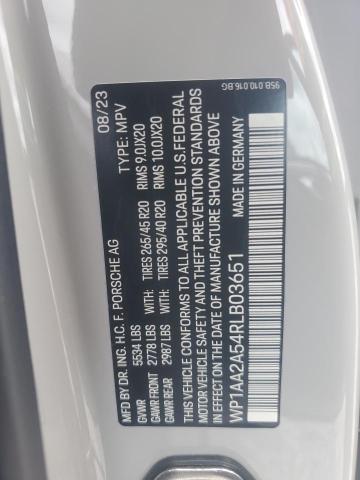 95B.010.016.BG
MFD BY DR. ING. H.C. F. PORSCHE AG 08/23
GVWR 5534 LBS TYPE: MPV
GAWR FRONT 2778 LBS WITH: TIRES 265/45 R20 RIMS 9.0JX20
GAWR REAR 2987 LBS WITH: TIRES 295/40 R20 RIMS 10.0JX20
THIS VEHICLE CONFORMS TO ALL APPLICABLE U.S. FEDERAL
MOTOR VEHICLE SAFETY AND THEFT PREVENTION STANDARDS
IN EFFECT ON THE DATE OF MANUFACTURE SHOWN ABOVE
WP1AA2A54RLB03651 MADE IN GERMANY